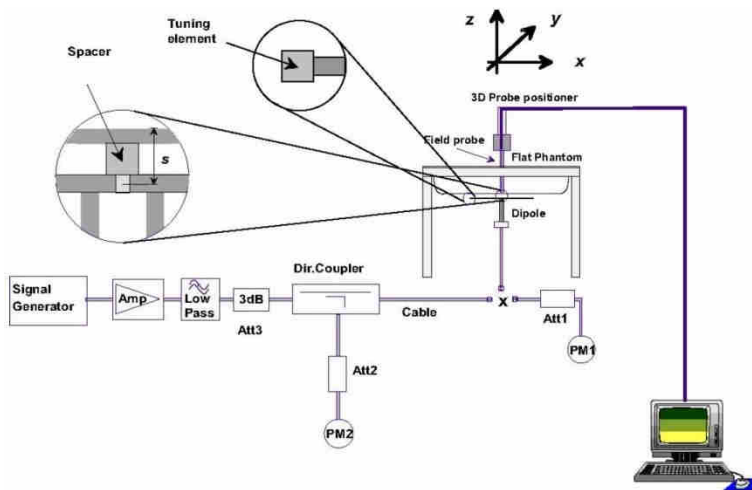 Tuning
element
Spacer
s
z
y
x
3D Probe positioner
Field probe
Flat Phantom
Dipole
Dir.Coupler
Signal
Generator
Amp
Low
Pass
3dB
Att3
Cable
x
Att1
PM1
Att2
PM2